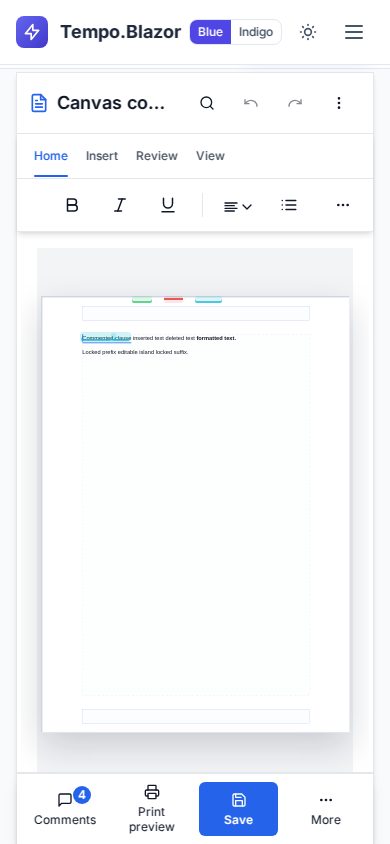 Tempo.Blazor
Blue Indigo
Canvas co...
Home Insert Review View
B I U
Commented clause inserted text deleted text formatted text.
Locked prefix editable island locked suffix.
Comments 4
Print preview
Save
More